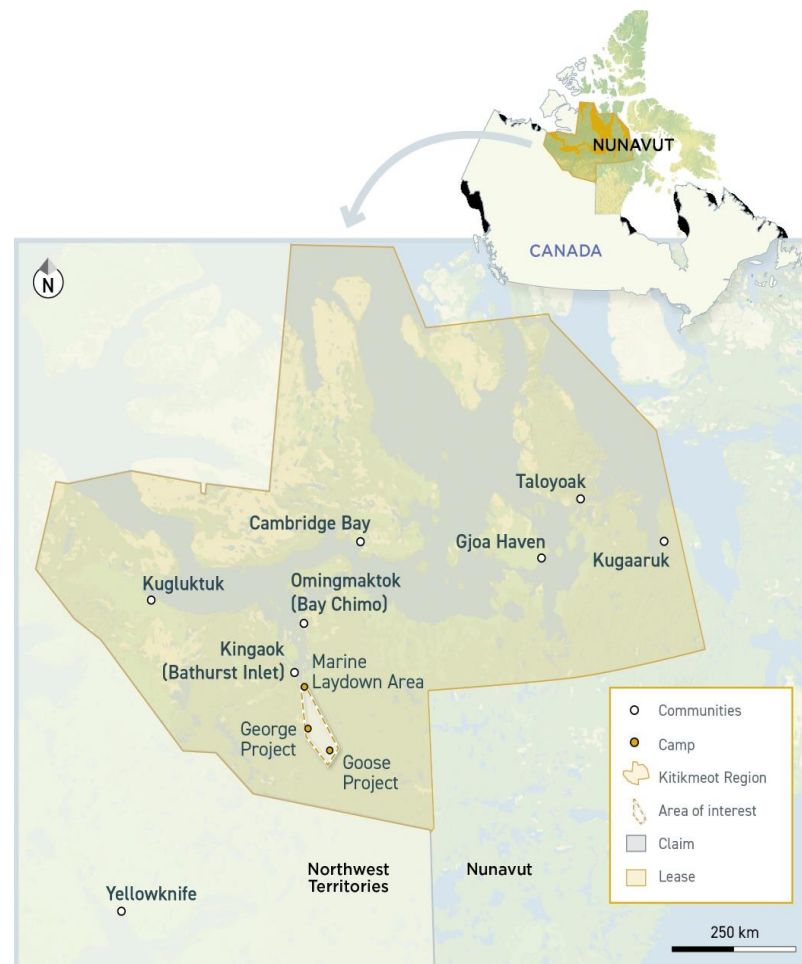 NUNAVUT
CANADA
N
Taloyoak
Cambridge Bay
Gjoa Haven
Kugaaruk
Kugluktuk
Omingmaktok
(Bay Chimo)
Kingaok
(Bathurst Inlet)
Marine
Laydown Area
George
Project
Goose
Project
Communities
Camp
Kitikmeot Region
Area of interest
Claim
Lease
Northwest
Territories
Nunavut
Yellowknife
250 km